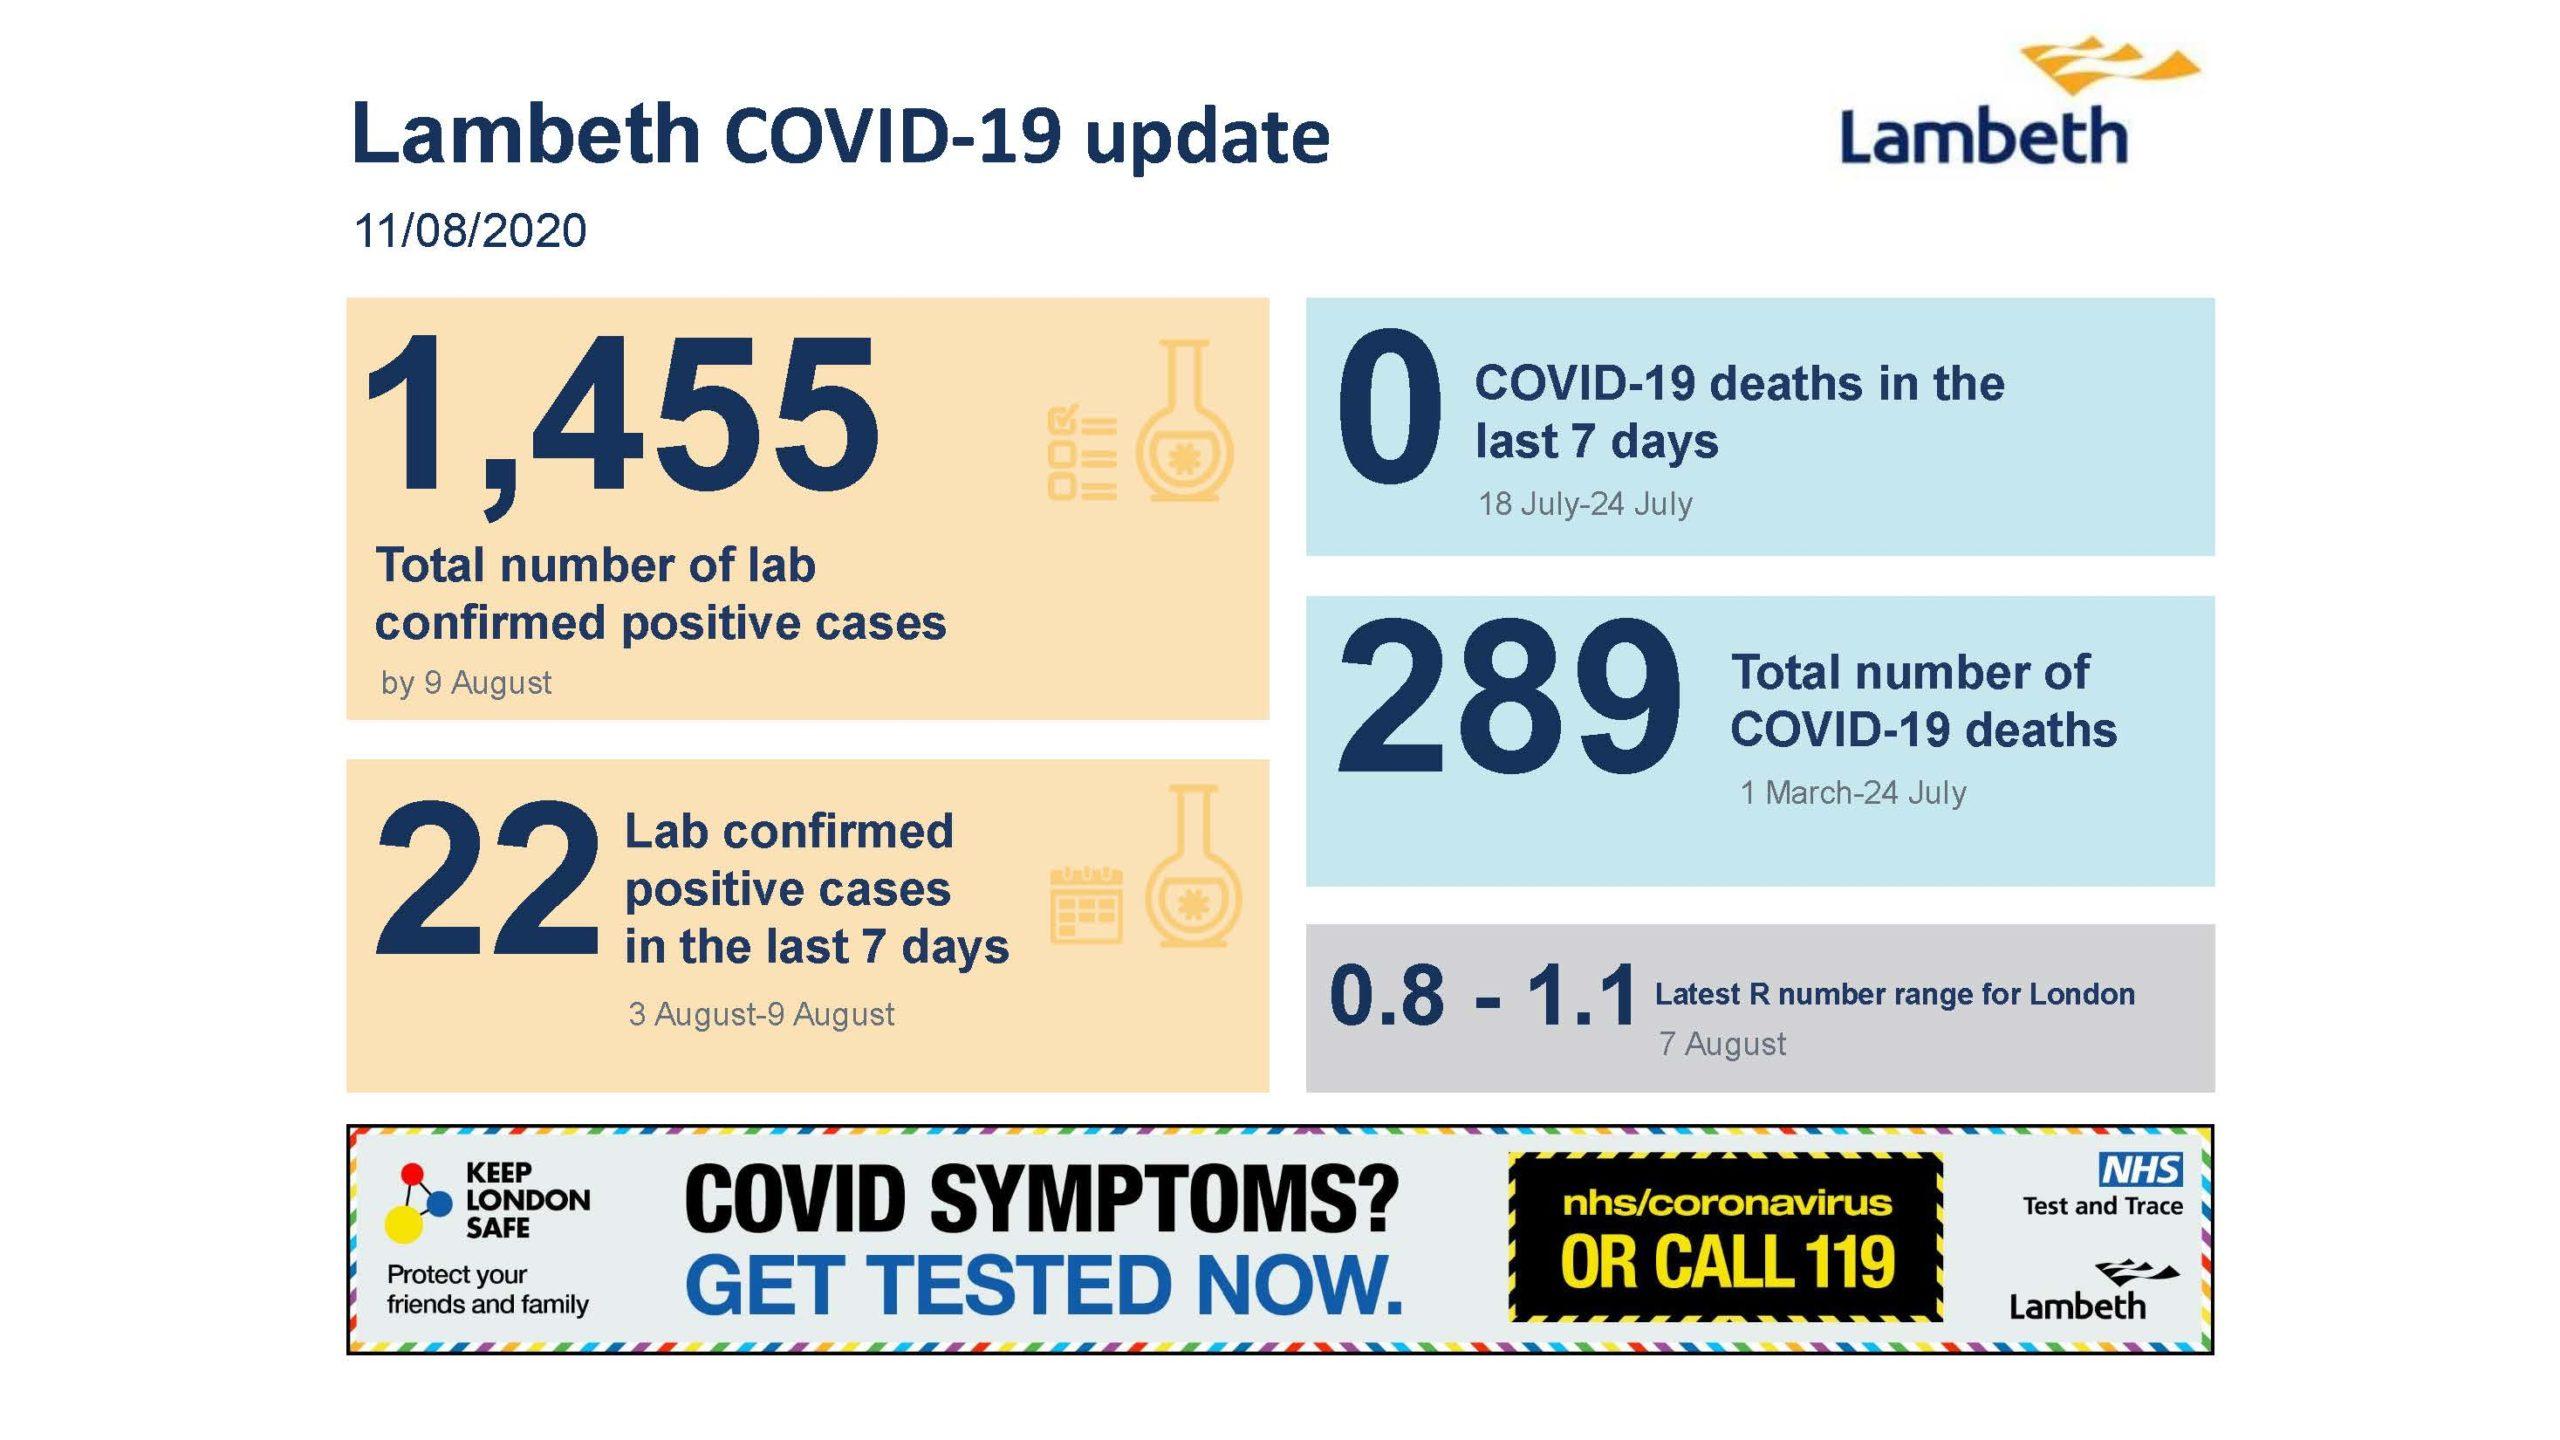 Lambeth
Lambeth COVID-19 update
11/08/2020
1,455
Total number of lab
confirmed positive cases
by 9 August
22
Lab confirmed
positive cases
in the last 7 days
3 August-9 August
0
COVID-19 deaths in the
last 7 days
18 July-24 July
289
Total number of
COVID-19 deaths
1 March-24 July
0.8 - 1.1
Latest R number range for London
7 August
KEEP
LONDON
SAFE
Protect your
friends and family
COVID SYMPTOMS?
GET TESTED NOW.
nhs/coronavirus
OR CALL 119
NHS
Test and Trace
Lambeth